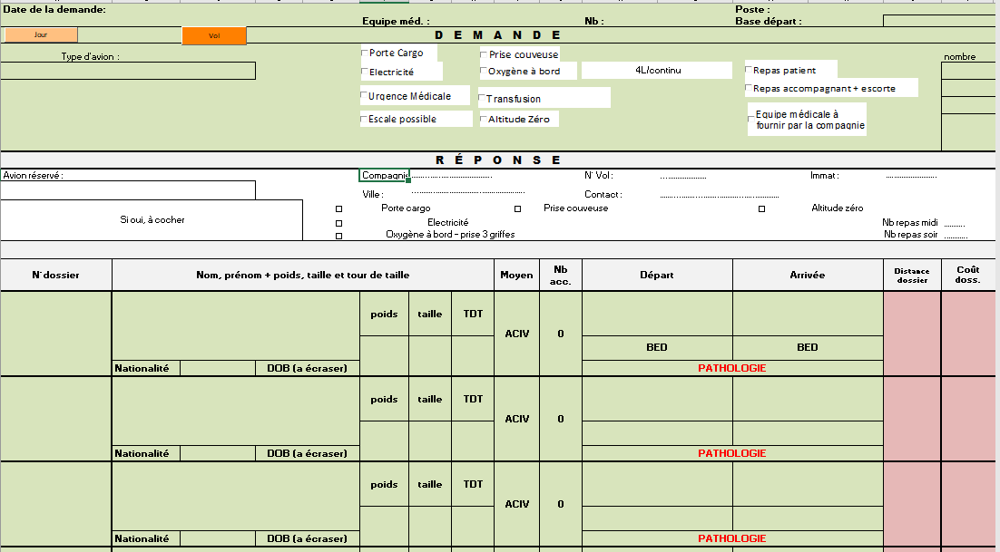 Date de la demande: Poste :
Equipe méd. : Nb : Base départ :
Jour Vol D E M A N D E
Type d'avion : Porte Cargo Prise couveuse nombre
Electricité Oxygène à bord 4L/continu Repas patient
Urgence Médicale Transfusion Repas accompagnant + escorte
Escale possible Altitude Zéro Equipe médicale à
fournir par la compagnie
R É P O N S E
Avion réservé : Compagnie N° Vol : Immat :
Ville : Contact :
Porte cargo Prise couveuse Altitude zéro
Si oui, à cocher Electricité Nb repas midi
Oxygène à bord - prise 3 griffes Nb repas soir
N° dossier Nom, prénom + poids, taille et tour de taille Moyen Nb acc. Départ Arrivée Distance dossier Coût doss.
poids taille TDT
ACIV 0
BED BED
Nationalité DOB (a écraser) PATHOLOGIE
poids taille TDT
ACIV 0
Nationalité DOB (a écraser) PATHOLOGIE
poids taille TDT
ACIV 0
Nationalité DOB (a écraser) PATHOLOGIE